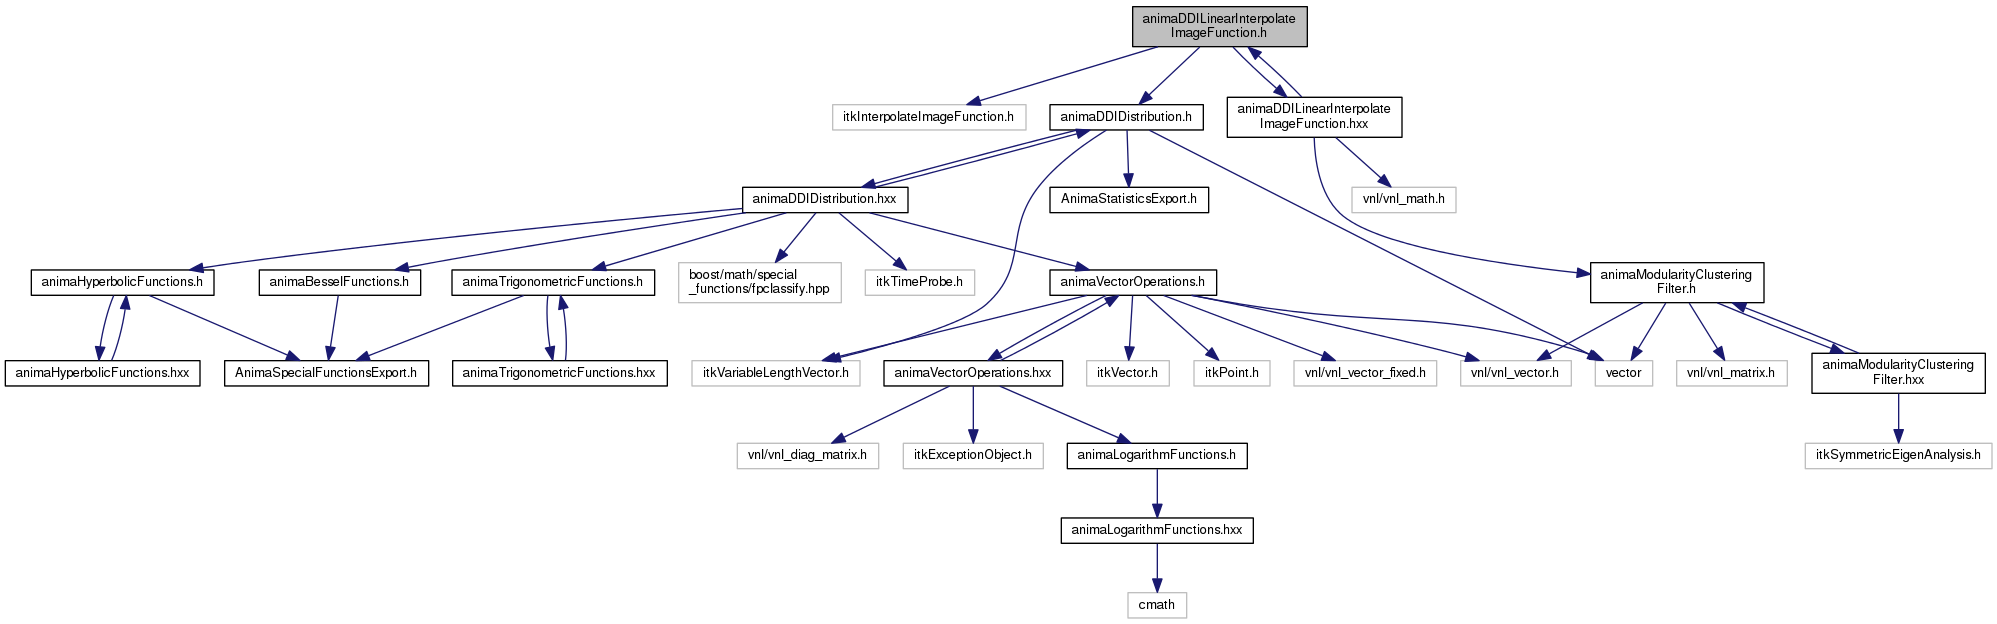 animaDDILinearInterpolate
ImageFunction.h
itkInterpolateImageFunction.h
animaDDIDistribution.h
animaDDILinearInterpolate
ImageFunction.hxx
animaDDIDistribution.hxx
AnimaStatisticsExport.h
vnl/vnl_math.h
animaHyperbolicFunctions.h
animaBesselFunctions.h
animaTrigonometricFunctions.h
boost/math/special
_functions/fpclassify.hpp
itkTimeProbe.h
animaVectorOperations.h
animaModularityClustering
Filter.h
animaHyperbolicFunctions.hxx
AnimaSpecialFunctionsExport.h
animaTrigonometricFunctions.hxx
itkVariableLengthVector.h
animaVectorOperations.hxx
itkVector.h
itkPoint.h
vnl/vnl_vector_fixed.h
vnl/vnl_vector.h
vector
vnl/vnl_matrix.h
animaModularityClustering
Filter.hxx
vnl/vnl_diag_matrix.h
itkExceptionObject.h
animaLogarithmFunctions.h
itkSymmetricEigenAnalysis.h
animaLogarithmFunctions.hxx
cmath